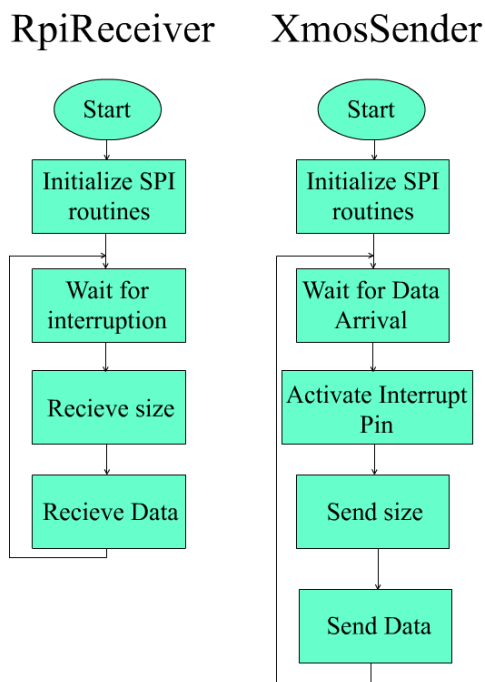 RpiReceiver
Start
Initialize SPI
routines
Wait for
interruption
Recieve size
Recieve Data
XmosSender
Start
Initialize SPI
routines
Wait for Data
Arrival
Activate Interrupt
Pin
Send size
Send Data